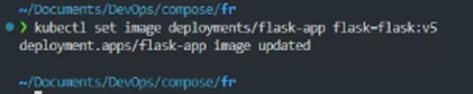 ~/Documents/DevOps/compose/fr
❯ kubectl set image deployments/flask-app flask=flask:v5
deployment.apps/flask-app image updated
~/Documents/DevOps/compose/fr